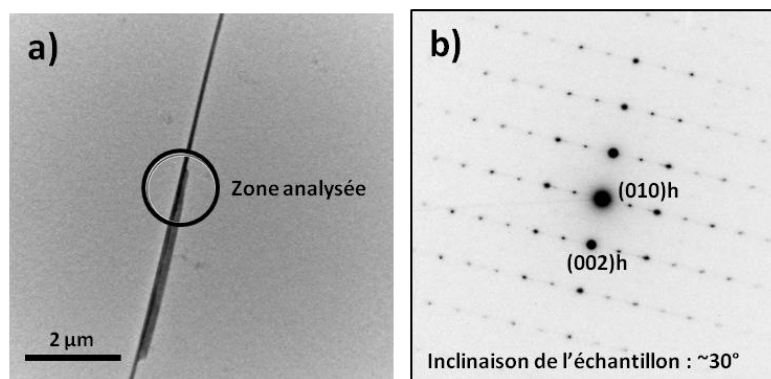 a)
Zone analysée
2 µm
b)
(010)h
(002)h
Inclinaison de l'échantillon : ~30°